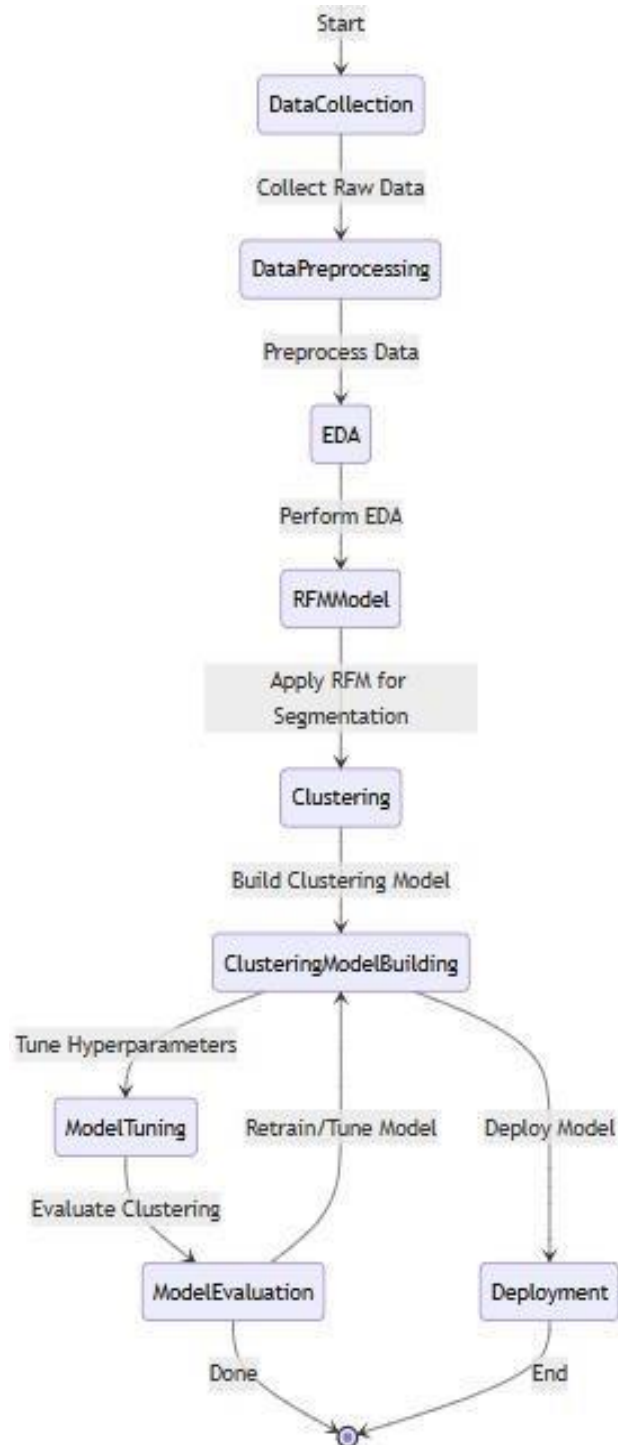 Start
DataCollection
Collect Raw Data
DataPreprocessing
Preprocess Data
EDA
Perform EDA
RFMModel
Apply RFM for
Segmentation
Clustering
Build Clustering Model
ClusteringModelBuilding
Tune Hyperparameters
ModelTuning
Retrain/Tune Model
Deploy Model
Evaluate Clustering
ModelEvaluation
Deployment
Done
End